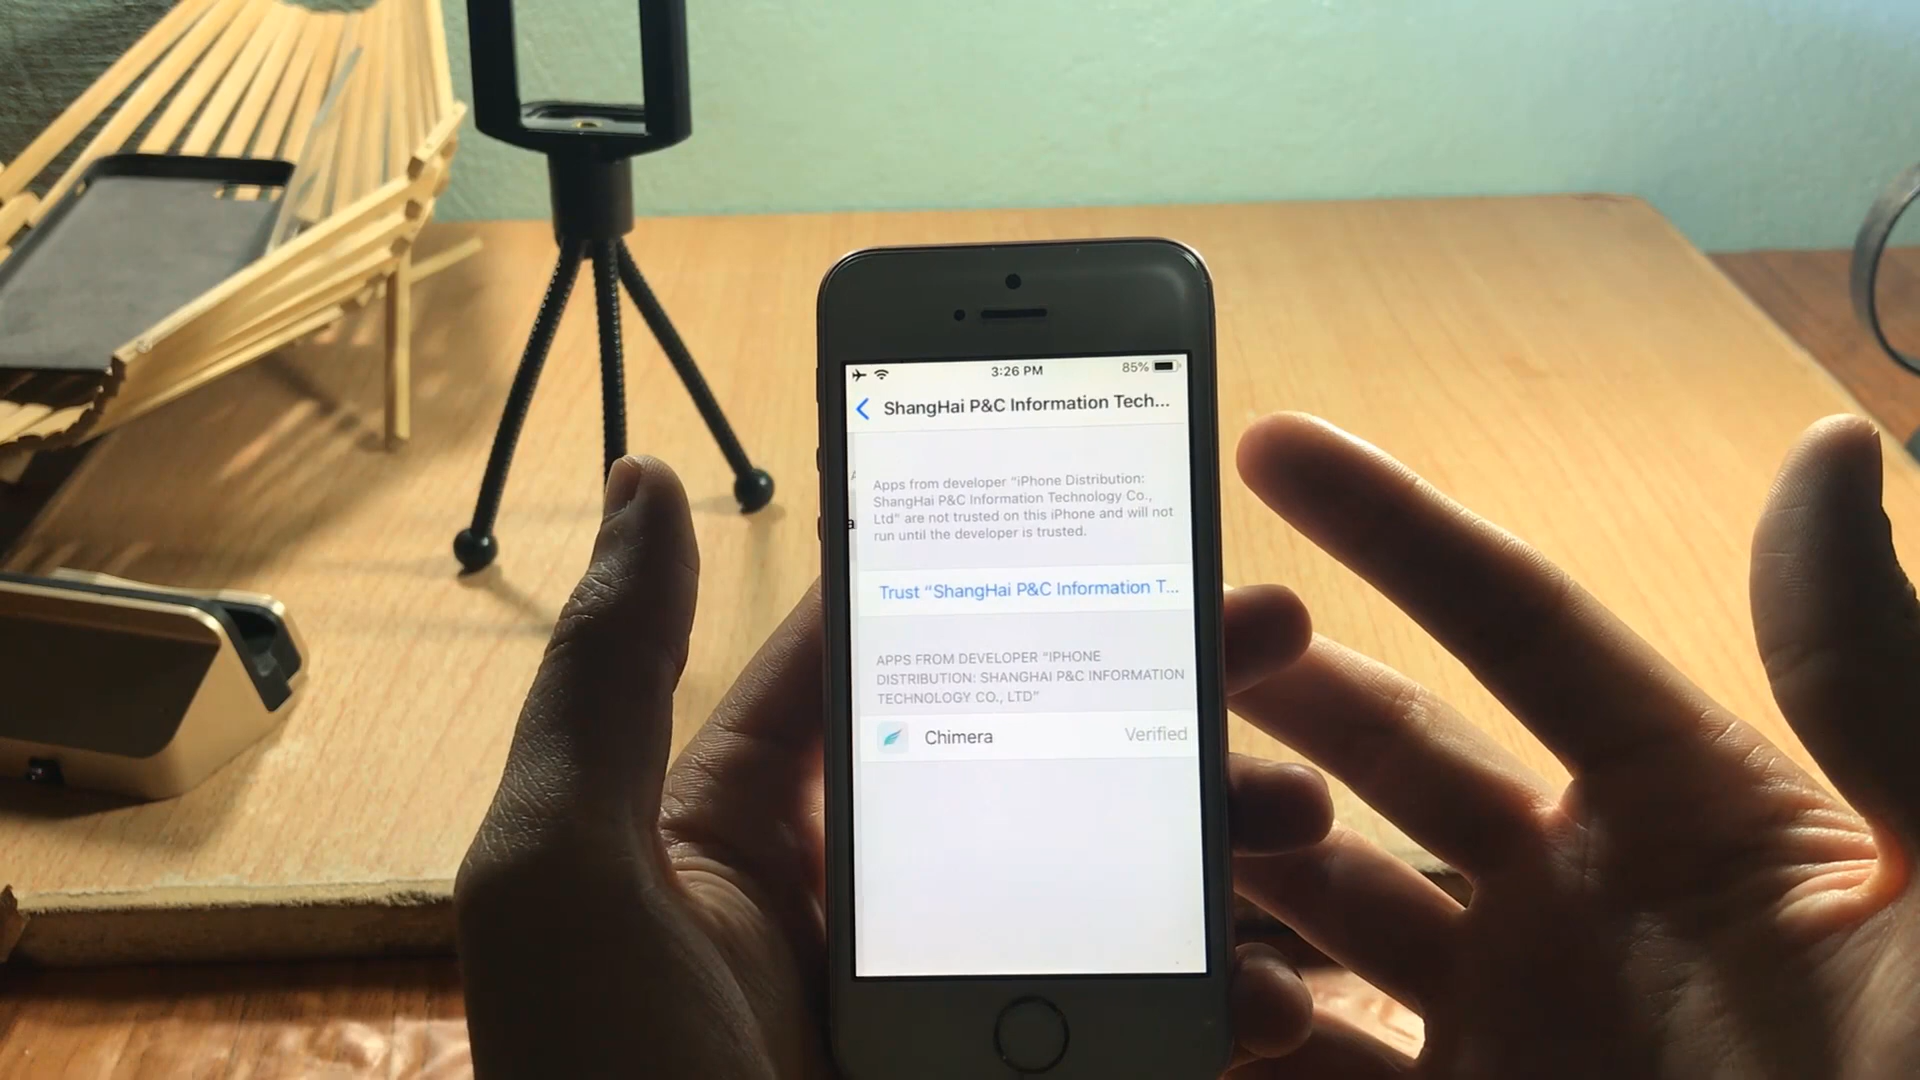 3:26 PM
85%
ShangHai P&C Information Tech...
Apps from developer “iPhone Distribution:
ShangHai P&C Information Technology Co.,
Ltd” are not trusted on this iPhone and will not
run until the developer is trusted.
Trust “ShangHai P&C Information T...
APPS FROM DEVELOPER “IPHONE
DISTRIBUTION: SHANGHAI P&C INFORMATION
TECHNOLOGY CO., LTD”
Chimera
Verified